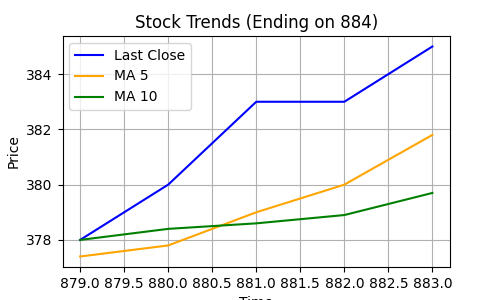 Stock Trends (Ending on 884)
Last Close
MA 5
MA 10
Price
384
382
380
378
879.0 879.5 880.0 880.5 881.0 881.5 882.0 882.5 883.0
Time